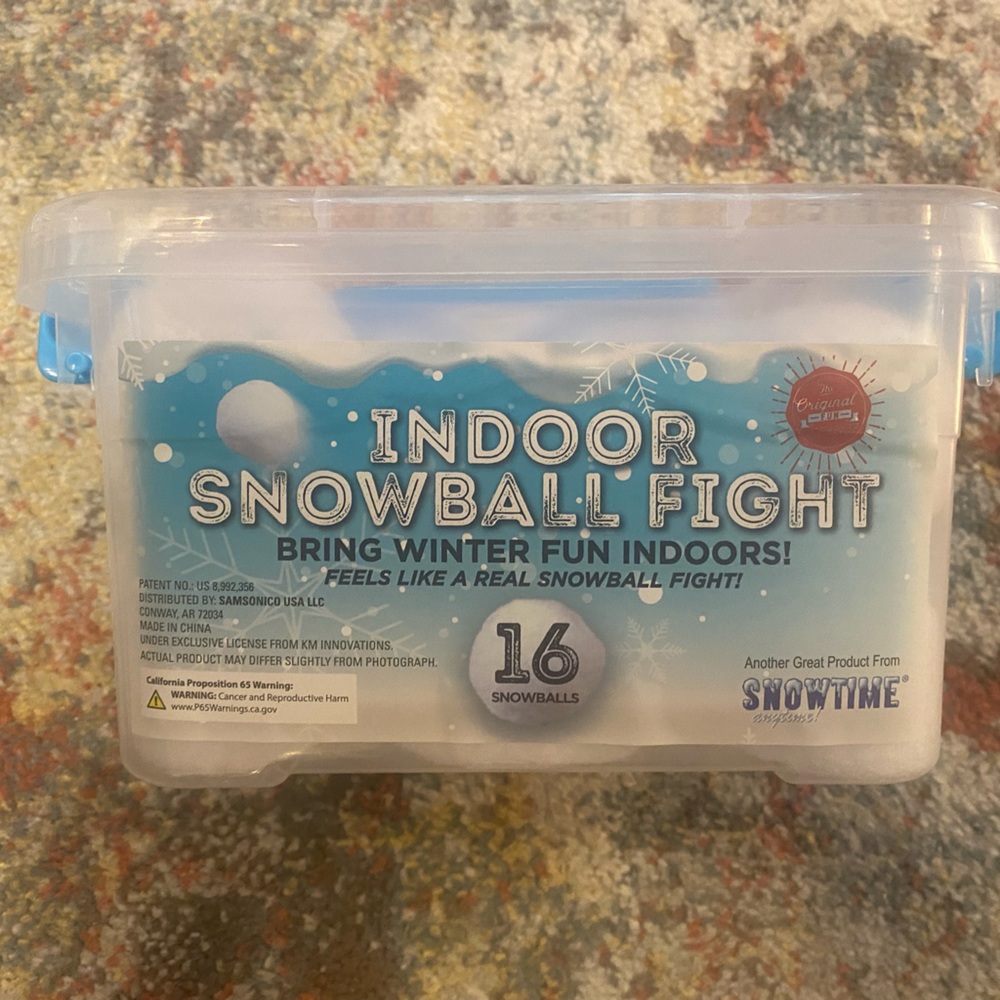 The
Original
FUN
INDOOR
SNOWBALL FIGHT
BRING WINTER FUN INDOORS!
FEELS LIKE A REAL SNOWBALL FIGHT!
PATENT NO.: US 8,992,356
DISTRIBUTED BY: SAMSONICO USA LLC
CONWAY, AR 72034
MADE IN CHINA
UNDER EXCLUSIVE LICENSE FROM KM INNOVATIONS.
ACTUAL PRODUCT MAY DIFFER SLIGHTLY FROM PHOTOGRAPH.
California Proposition 65 Warning:
WARNING: Cancer and Reproductive Harm
www.P65Warnings.ca.gov
16
SNOWBALLS
Another Great Product From
SNOWTIME®
anytime!